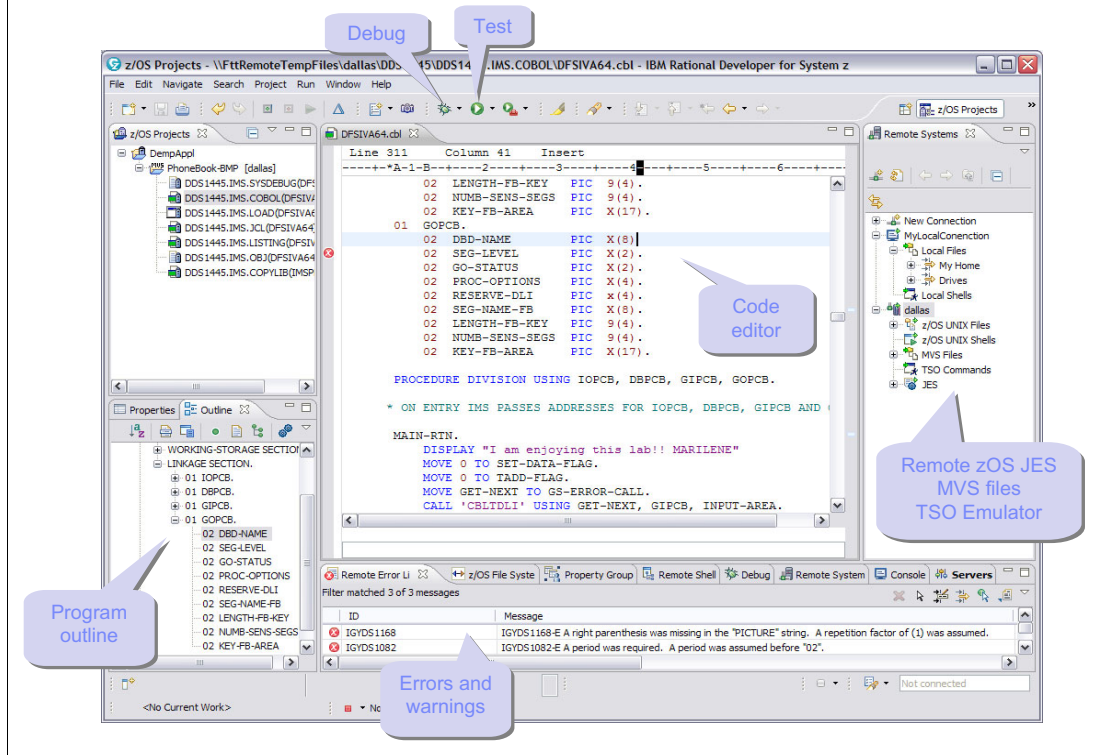 Debug
Test
z/OS Projects - \\FttRemoteTempFiles\dallas\DDS1445\DDS14 .IMS.COBOL\DFSIVA64.cbl - IBM Rational Developer for System z
File Edit Navigate Search Project Run Window Help
z/OS Projects
»
z/OS Projects
DempAppl
PhoneBook-BMP [dallas]
DDS1445.IMS.SYSDEBUG(DFS
DDS1445.IMS.COBOL(DFSIVA
DDS1445.IMS.LOAD(DFSIVA6
DDS1445.IMS.JCL(DFSIVA64
DDS1445.IMS.LISTING(DFSIV
DDS1445.IMS.OBJ(DFSIVA64
DDS1445.IMS.COPYLIB(IMSP
DFSIVA64.cbl
Line 311 Column 41 Insert
----+-*A-1-B--+----2----+----3----+----4----+----5----+----6----+----
02 LENGTH-FB-KEY PIC 9(4).
02 NUMB-SENS-SEGS PIC 9(4).
02 KEY-FB-AREA PIC X(17).
01 GOPCB.
02 DBD-NAME PIC X(8)
02 SEG-LEVEL PIC X(2).
02 GO-STATUS PIC X(2).
02 PROC-OPTIONS PIC X(4).
02 RESERVE-DLI PIC x(4).
02 SEG-NAME-FB PIC X(8).
02 LENGTH-FB-KEY PIC 9(4).
02 NUMB-SENS-SEGS PIC 9(4).
02 KEY-FB-AREA PIC X(17).
PROCEDURE DIVISION USING IOPCB, DBPCB, GIPCB, GOPCB.
* ON ENTRY IMS PASSES ADDRESSES FOR IOPCB, DBPCB, GIPCB AND
MAIN-RTN.
DISPLAY "I am enjoying this lab!! MARILENE"
MOVE 0 TO SET-DATA-FLAG.
MOVE 0 TO TADD-FLAG.
MOVE GET-NEXT TO GS-ERROR-CALL.
CALL 'CBLTDLI' USING GET-NEXT, GIPCB, INPUT-AREA.
Code
editor
Remote Systems
New Connection
MyLocalConenction
Local Files
My Home
Drives
Local Shells
dallas
z/OS UNIX Files
z/OS UNIX Shells
MVS Files
TSO Commands
JES
Remote zOS JES
MVS files
TSO Emulator
Properties
Outline
WORKING-STORAGE SECTION
LINKAGE SECTION.
01 IOPCB.
01 DBPCB.
01 GIPCB.
01 GOPCB.
02 DBD-NAME
02 SEG-LEVEL
02 GO-STATUS
02 PROC-OPTIONS
02 RESERVE-DLI
02 SEG-NAME-FB
02 LENGTH-FB-KEY
02 NUMB-SENS-SEGS
02 KEY-FB-AREA
Program
outline
Remote Error Li
z/OS File Syste
Property Group
Remote Shell
Debug
Remote System
Console
Servers
Filter matched 3 of 3 messages
ID Message
IGYDS1168 IGYDS1168-E A right parenthesis was missing in the "PICTURE" string. A repetition factor of (1) was assumed.
IGYDS1082 IGYDS1082-E A period was required. A period was assumed before "02".
Errors and
warnings
Not connected
<No Current Work>
No